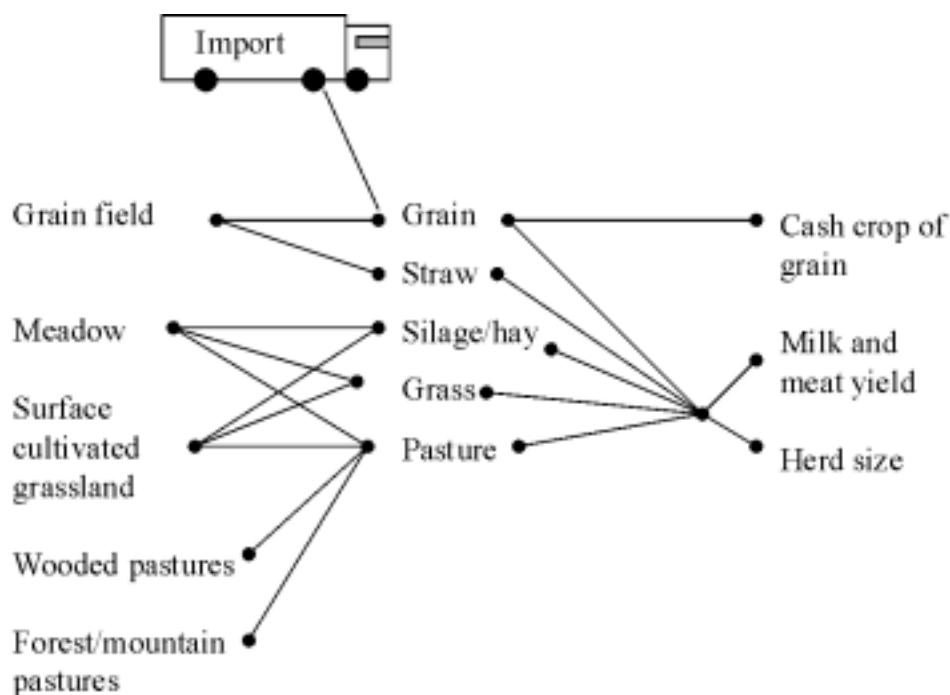 Import
Grain field
Meadow
Surface
cultivated
grassland
Wooded pastures
Forest/mountain
pastures
Grain
Straw
Silage/hay
Grass
Pasture
Cash crop of
grain
Milk and
meat yield
Herd size